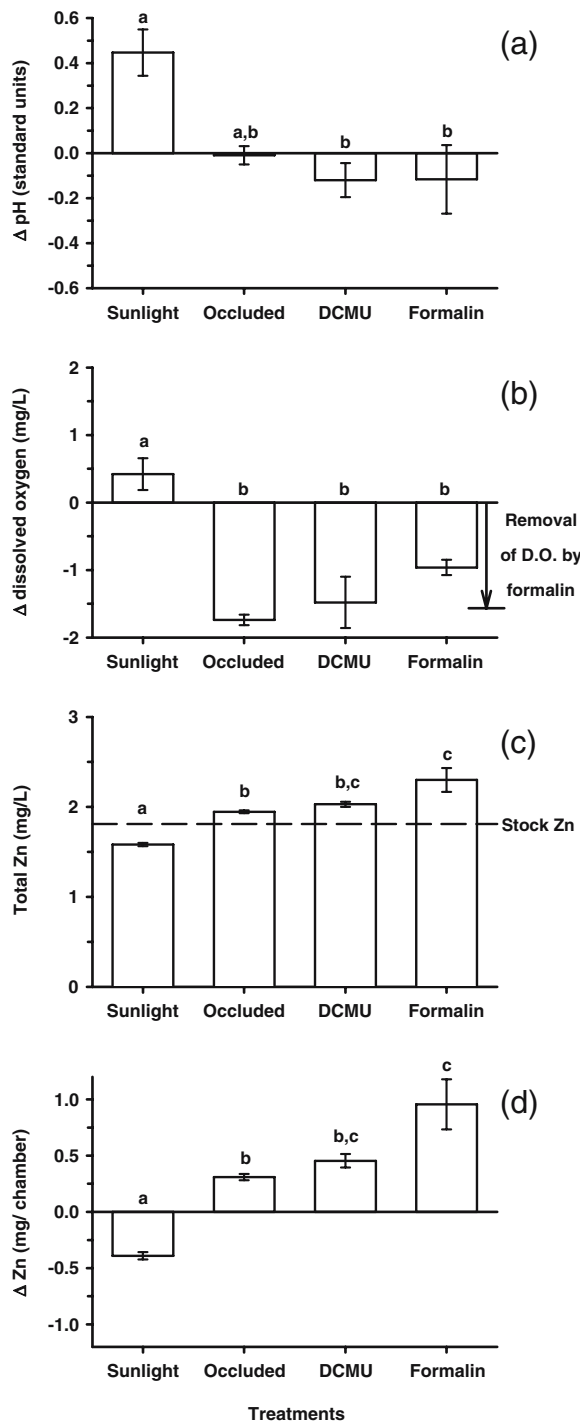 (a)
Δ pH (standard units)
0.6
0.4
0.2
0.0
-0.2
-0.4
-0.6
a
a,b
b
b
Sunlight Occluded DCMU Formalin
(b)
Δ dissolved oxygen (mg/L)
2
1
0
-1
-2
a
b
b
b
Removal
of D.O. by
formalin
Sunlight Occluded DCMU Formalin
(c)
Total Zn (mg/L)
3
2
1
0
a
b
b,c
c
Stock Zn
Sunlight Occluded DCMU Formalin
(d)
Δ Zn (mg/ chamber)
1.0
0.5
0.0
-0.5
-1.0
a
b
b,c
c
Sunlight Occluded DCMU Formalin
Treatments